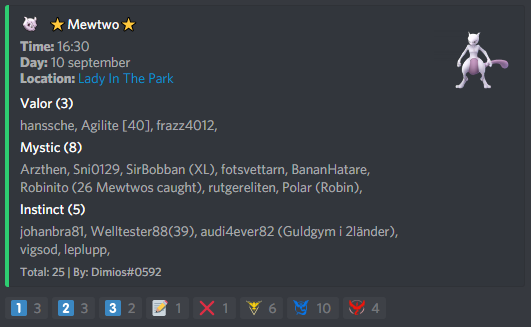 Mewtwo
Time: 16:30
Day: 10 september
Location: Lady In The Park
Valor (3)
hanssche, Agilite [40], frazz4012,
Mystic (8)
Arzthen, Sni0129, SirBobban (XL), fotsvettarn, BananHatare,
Robinito (26 Mewtwos caught), rutgereliten, Polar (Robin),
Instinct (5)
johanbra81, Welltester88(39), audi4ever82 (Guldgym i 2länder),
vigsod, leplupp,
Total: 25 | By: Dimios#0592
1 3 2 3 3 2 1 1 6 10 4